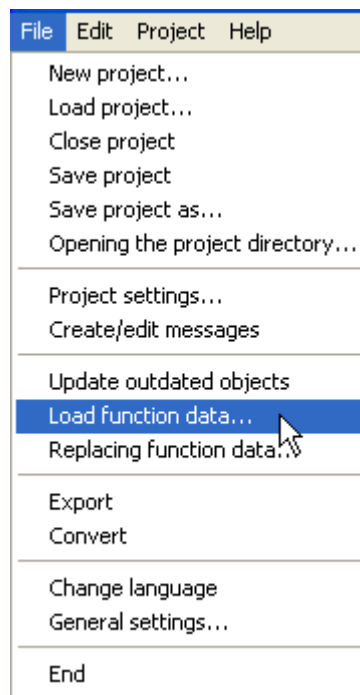 File Edit Project Help
New project...
Load project...
Close project
Save project
Save project as...
Opening the project directory...
Project settings...
Create/edit messages
Update outdated objects
Load function data...
Replacing function data...
Export
Convert
Change language
General settings...
End